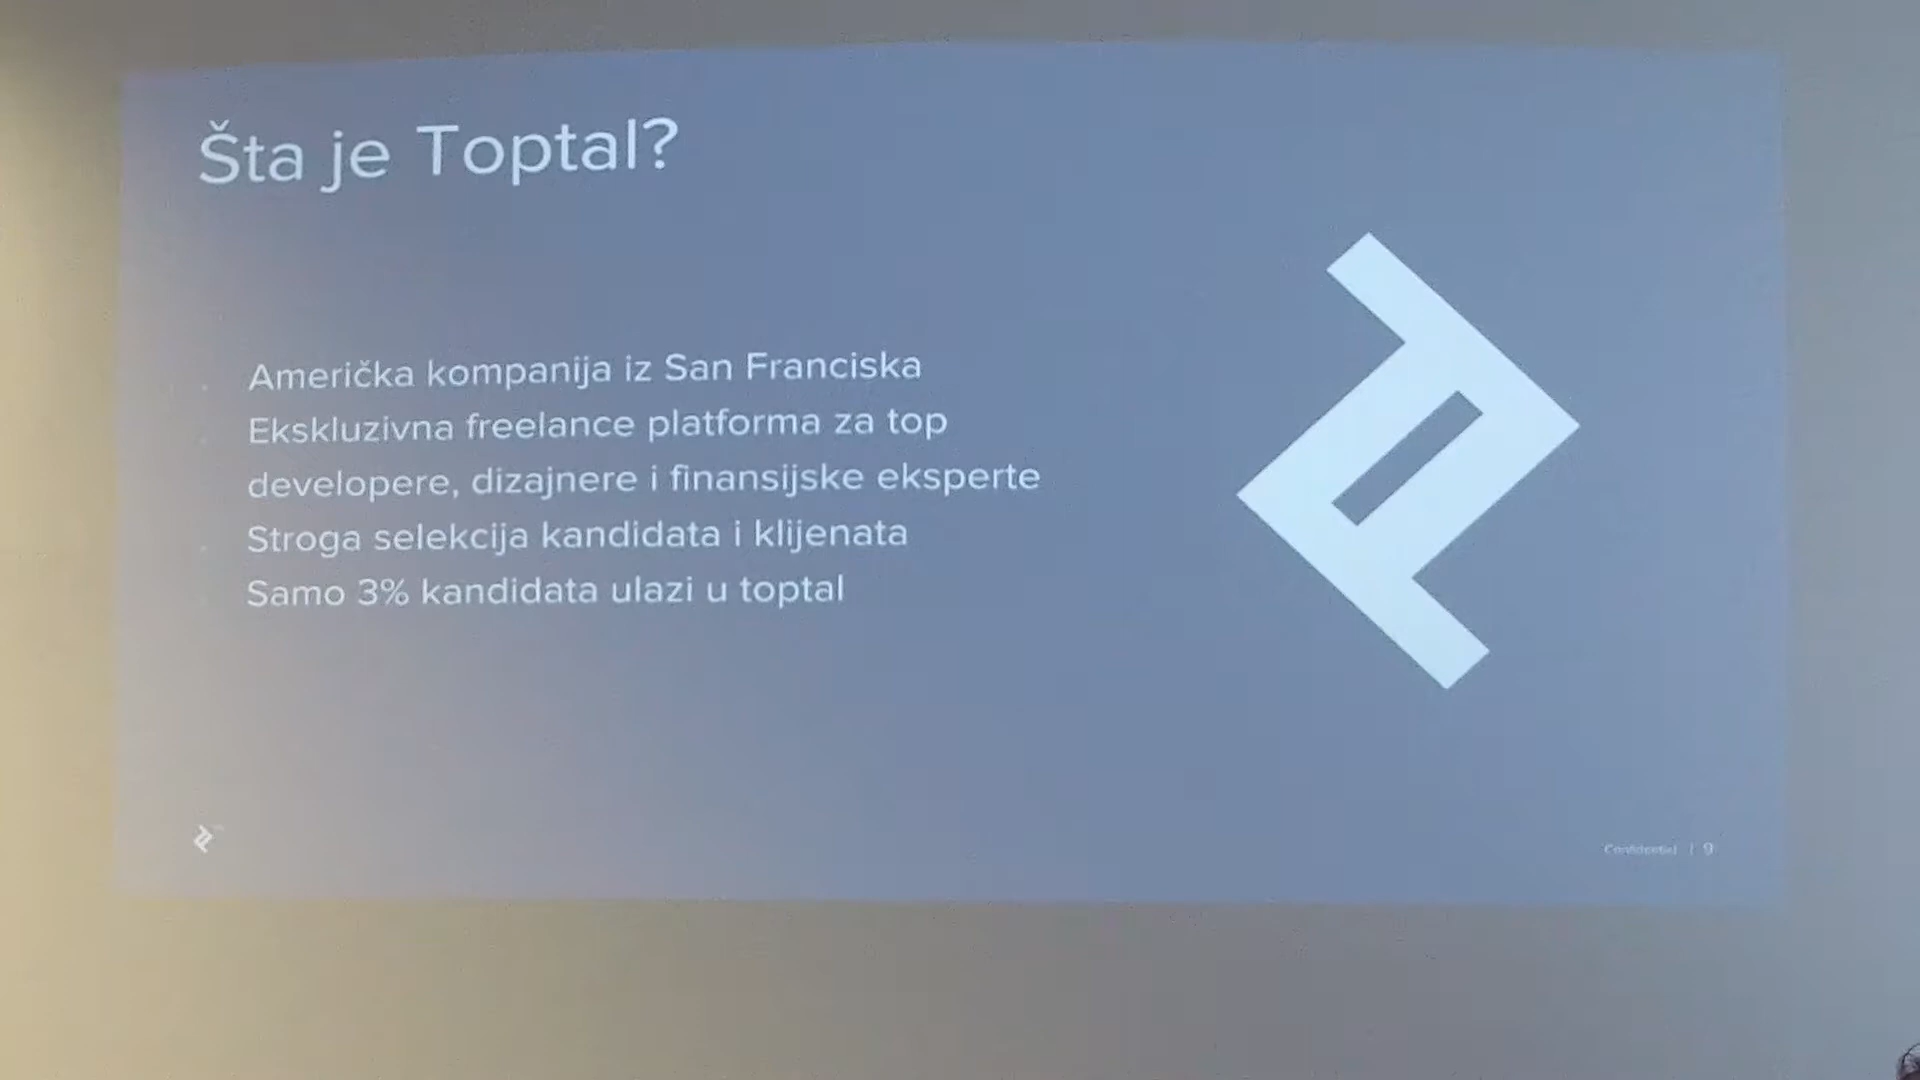 Šta je Toptal?
Američka kompanija iz San Franciska
Ekskluzivna freelance platforma za top
developere, dizajnere i finansijske eksperte
Stroga selekcija kandidata i klijenata
Samo 3% kandidata ulazi u toptal
Confidential | 9